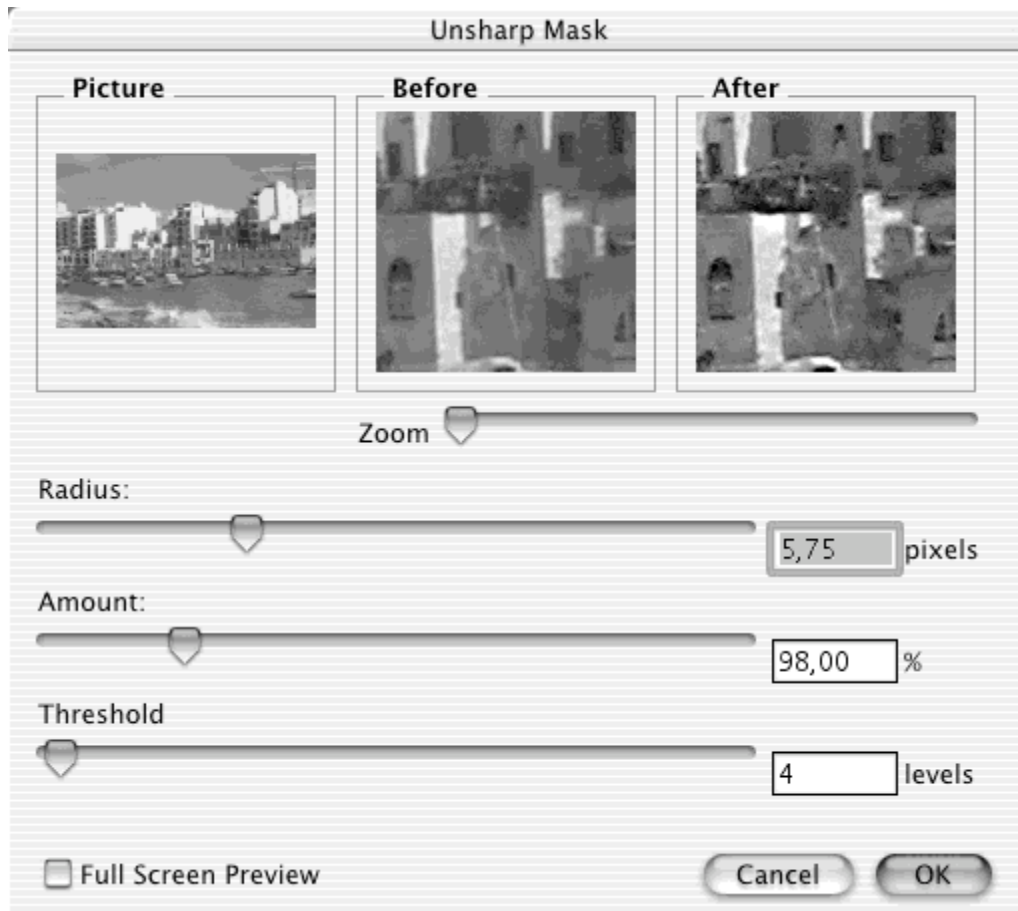 Unsharp Mask
Picture
Before
After
Zoom
Radius:
5,75 pixels
Amount:
98,00 %
Threshold
4 levels
Full Screen Preview
Cancel
OK